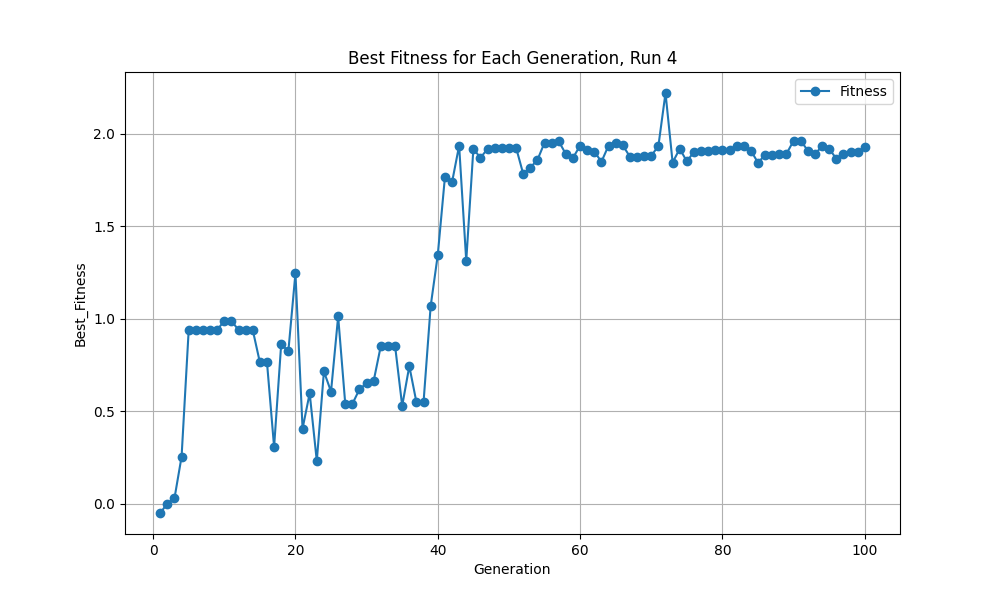 Best Fitness for Each Generation, Run 4
Fitness
Best_Fitness
2.0
1.5
1.0
0.5
0.0
0 20 40 60 80 100
Generation